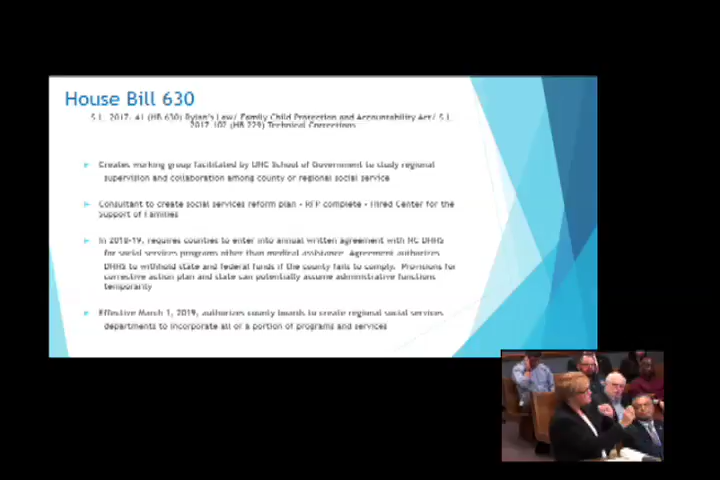 House Bill 630
S.L. 2017- 41 (HB 630) Rylan's Law/ Family Child Protection and Accountability Act/ S.L.
2017-102 (HB 229) Technical Corrections
Creates working group facilitated by UNC School of Government to study regional
supervision and collaboration among county or regional social service
Consultant to create social services reform plan - RFP complete - Hired Center for the
Support of Families
In 2018-19, requires counties to enter into annual written agreement with NC DHHS
for social services programs other than medical assistance. Agreement authorizes
DHHS to withhold state and federal funds if the county fails to comply. Provisions for
corrective action plan and state can potentially assume administrative functions
temporarily
Effective March 1, 2019, authorizes county boards to create regional social services
departments to incorporate all or a portion of programs and services